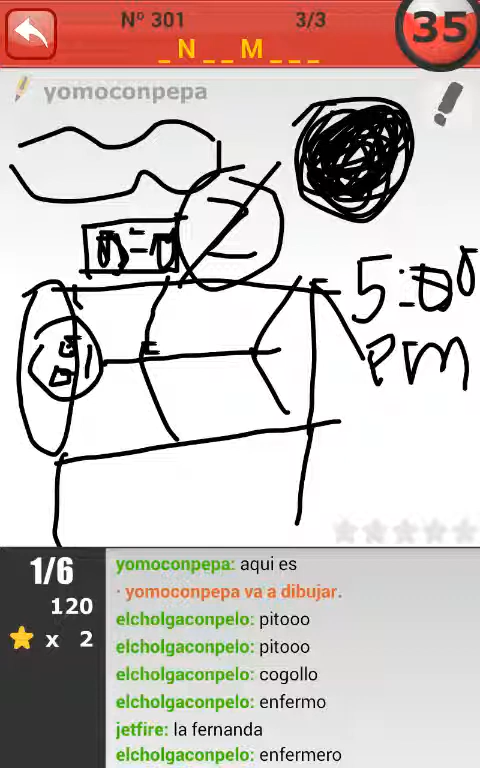 Nº 301 3/3 35
_ N _ _ M _ _ _
yomoconpepa
5:00
PM
1/6
120
x 2
yomoconpepa: aqui es
· yomoconpepa va a dibujar.
elcholgaconpelo: pitooo
elcholgaconpelo: pitooo
elcholgaconpelo: cogollo
elcholgaconpelo: enfermo
jetfire: la fernanda
elcholgaconpelo: enfermero